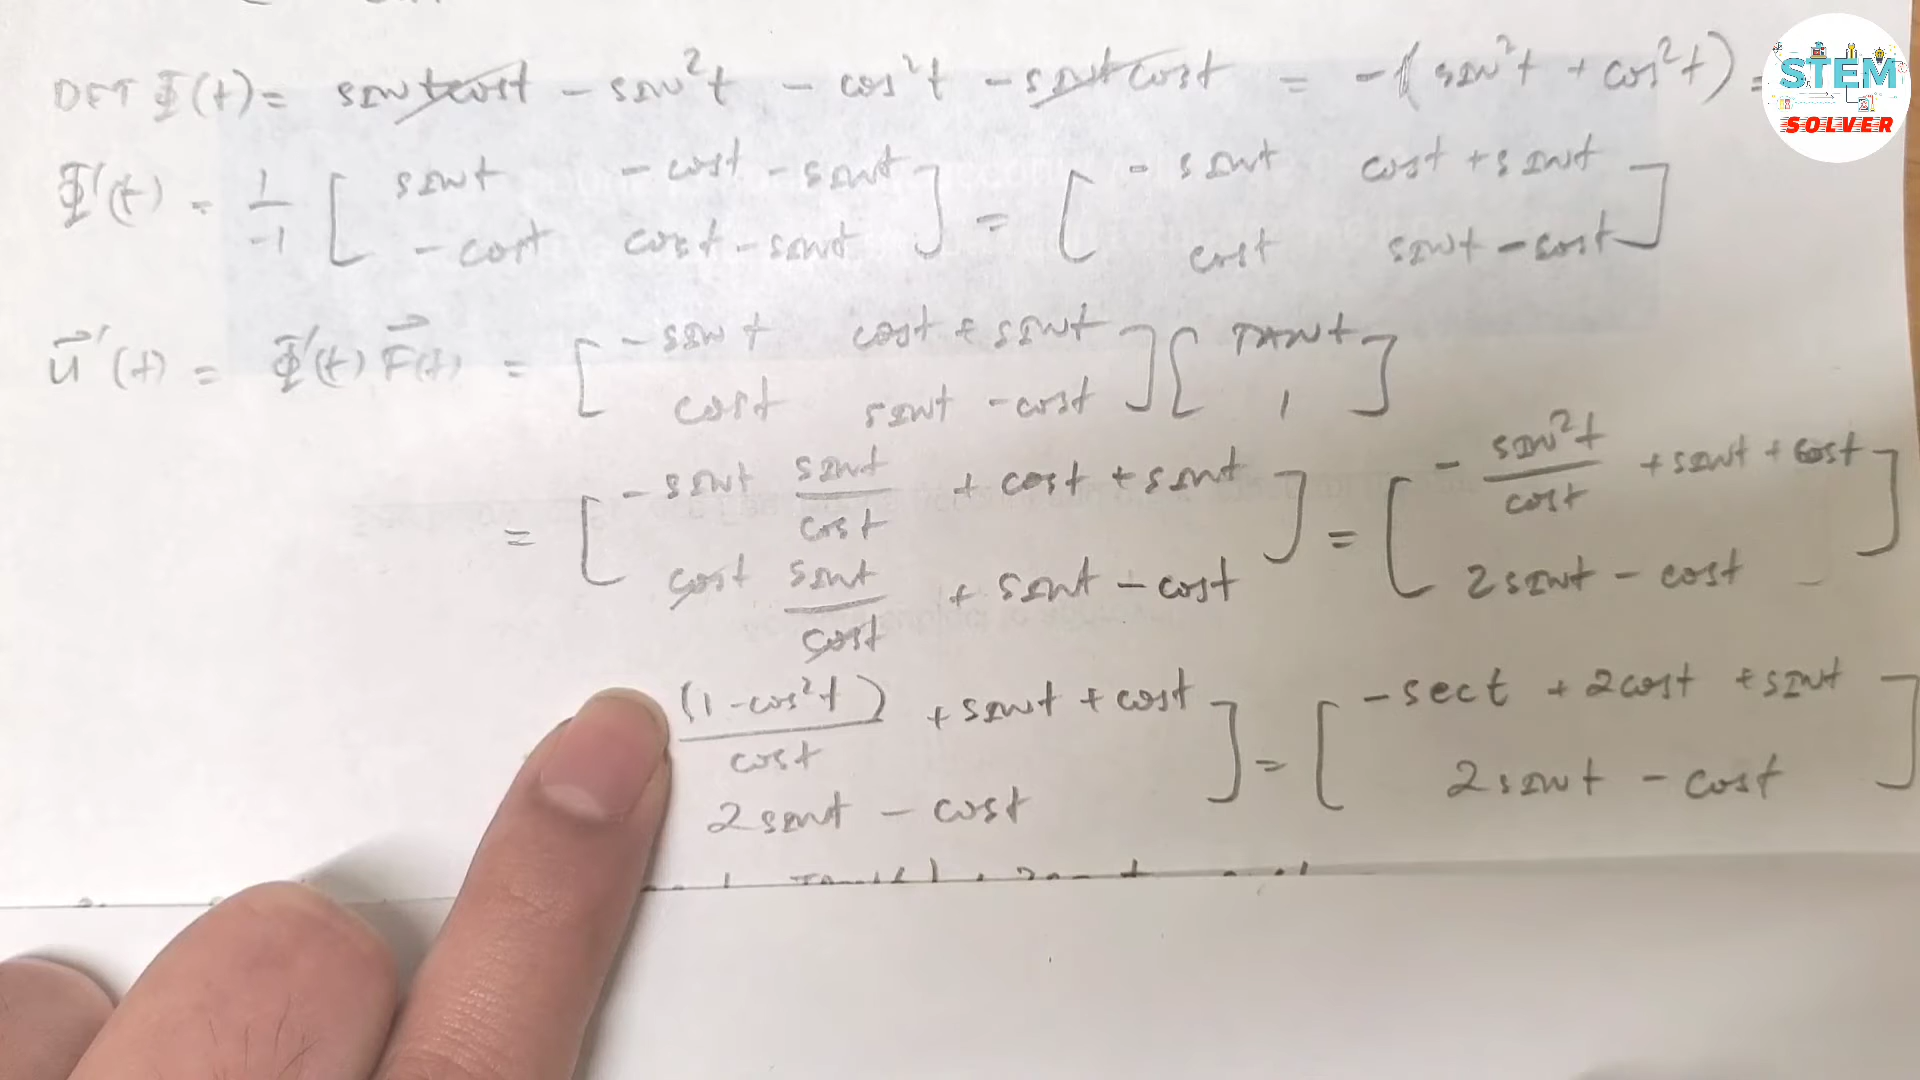 DET Φ(t) = sint cost - sin²t - cos²t - sint cost = -(sin²t + cos²t) =
STEM
SOLVER
Φ⁻¹(t) = 1/-1 [ sint -cost - sint ; -cost cost - sint ] = [ -sint cost + sint ; cost sint - cost ]
u⃗'(t) = Φ⁻¹(t) F⃗(t) = [ -sint cost + sint ; cost sint - cost ] [ TANt ; 1 ]
= [ -sint sint/cost + cost + sint ; cost sint/cost + sint - cost ] = [ - sin²t/cost + sint + cost ; 2sint - cost ]
(1 - cos²t)/cost + sint + cost ; 2sint - cost ] = [ -sect + 2cost + sint ; 2sint - cost ]